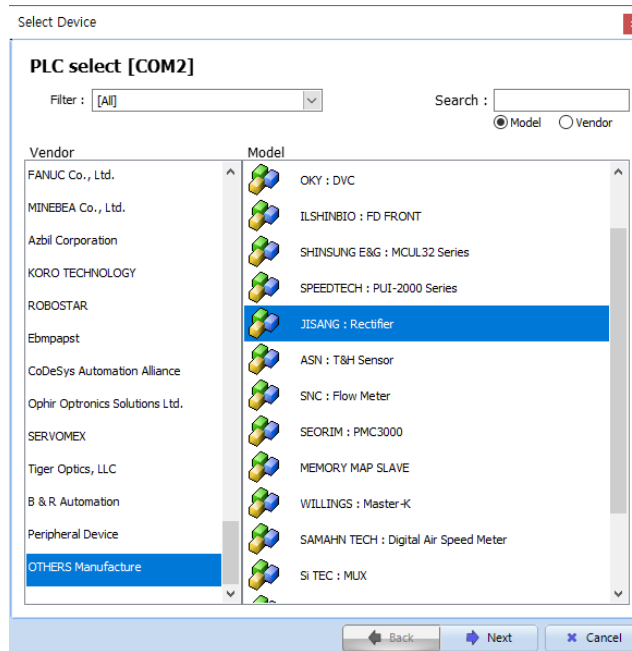 Select Device
PLC select [COM2]
Filter : [All]
Search :
Model Vendor
Vendor
FANUC Co., Ltd.
MINEBEA Co., Ltd.
Azbil Corporation
KORO TECHNOLOGY
ROBOSTAR
Ebmpapst
CoDeSys Automation Alliance
Ophir Optronics Solutions Ltd.
SERVOMEX
Tiger Optics, LLC
B & R Automation
Peripheral Device
OTHERS Manufacture
Model
OKY : DVC
ILSHINBIO : FD FRONT
SHINSUNG E&G : MCUL32 Series
SPEEDTECH : PUI-2000 Series
JISANG : Rectifier
ASN : T&H Sensor
SNC : Flow Meter
SEORIM : PMC3000
MEMORY MAP SLAVE
WILLINGS : Master-K
SAMAHN TECH : Digital Air Speed Meter
Si TEC : MUX
Back
Next
Cancel